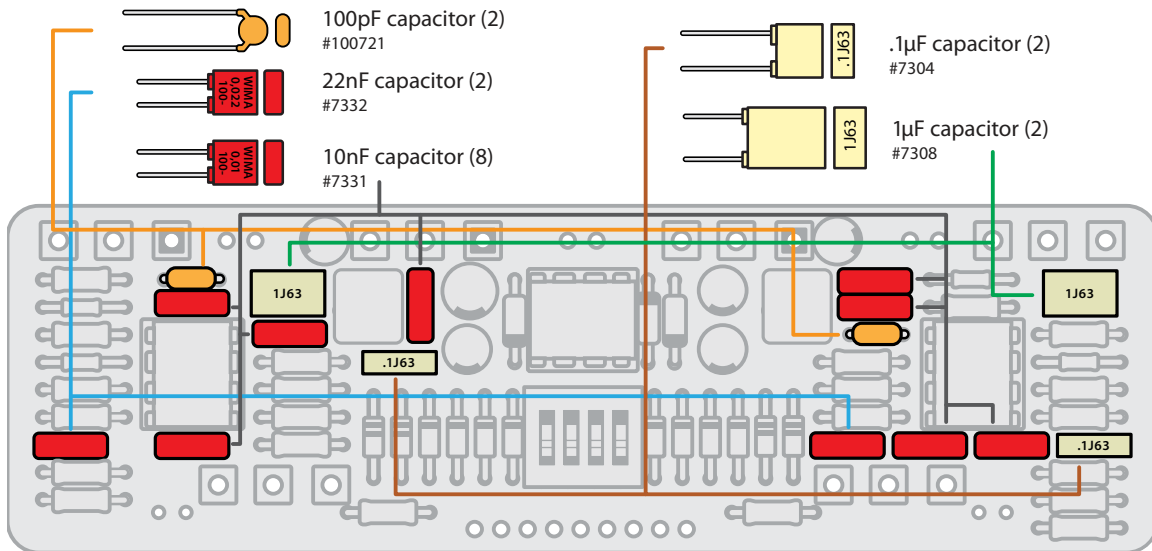 100pF capacitor (2)
#100721
22nF capacitor (2)
#7332
WIMA
0,022
100-
10nF capacitor (8)
#7331
WIMA
0,01
100-
.1µF capacitor (2)
#7304
.1J63
1µF capacitor (2)
#7308
1J63
1J63
1J63
.1J63
.1J63